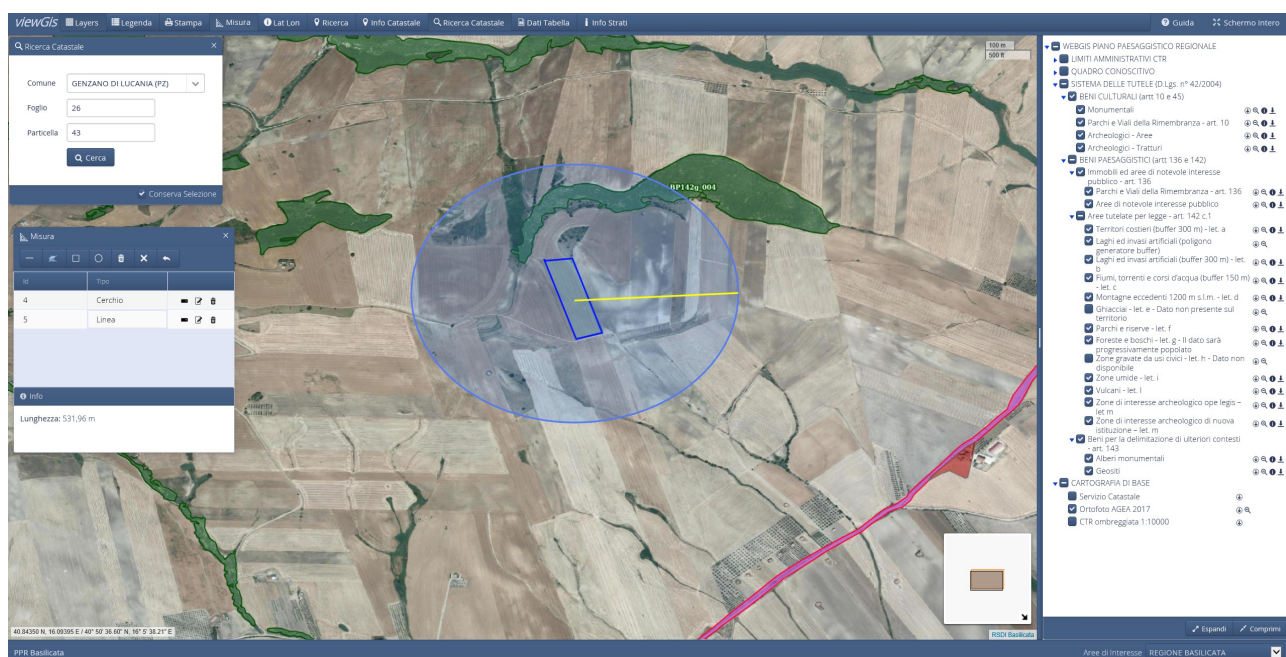 viewGis Layers Legenda Stampa Misura Lat Lon Ricerca Info Catastale Ricerca Catastale Dati Tabella Info Strati Guida Schermo Intero
Ricerca Catastale ×
Comune GENZANO DI LUCANIA (PZ)
Foglio 26
Particella 43
Cerca
Conserva Selezione
Misura ×
Id Tipo
4 Cerchio
5 Linea
Info
Lunghezza: 531,96 m
100 m
500 ft
BP142g_004
40.84350 N, 16.09395 E / 40° 50' 36.60" N, 16° 5' 38.21" E
RSDI Basilicata
WEBGIS PIANO PAESAGGISTICO REGIONALE
LIMITI AMMINISTRATIVI CTR
QUADRO CONOSCITIVO
SISTEMA DELLE TUTELE (D.Lgs. n° 42/2004)
BENI CULTURALI (artt 10 e 45)
Monumentali
Parchi e Viali della Rimembranza - art. 10
Archeologici - Aree
Archeologici - Tratturi
BENI PAESAGGISTICI (artt 136 e 142)
Immobili ed aree di notevole interesse
pubblico - art. 136
Parchi e Viali della Rimembranza - art. 136
Aree di notevole interesse pubblico
Aree tutelate per legge - art. 142 c.1
Territori costieri (buffer 300 m) - let. a
Laghi ed invasi artificiali (poligono
generatore buffer)
Laghi ed invasi artificiali (buffer 300 m) - let.
b
Fiumi, torrenti e corsi d'acqua (buffer 150 m)
- let. c
Montagne eccedenti 1200 m s.l.m. - let. d
Ghiacciai - let. e - Dato non presente sul
territorio
Parchi e riserve - let. f
Foreste e boschi - let. g - Il dato sarà
progressivamente popolato
Zone gravate da usi civici - let. h - Dato non
disponibile
Zone umide - let. i
Vulcani - let. l
Zone di interesse archeologico ope legis –
let m
Zone di interesse archeologico di nuova
istituzione – let. m
Beni per la delimitazione di ulteriori contesti
- art. 143
Alberi monumentali
Geositi
CARTOGRAFIA DI BASE
Servizio Catastale
Ortofoto AGEA 2017
CTR ombreggiata 1:10000
Espandi Comprimi
PPR Basilicata Aree di Interesse REGIONE BASILICATA